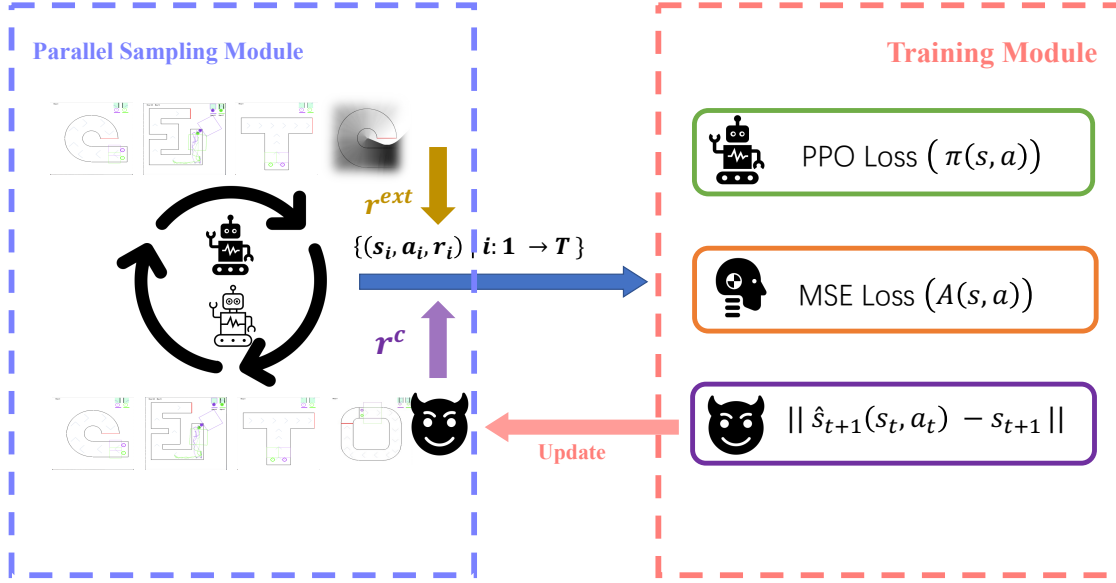 Parallel Sampling Module
Training Module
PPO Loss ( π(s, a))
r^{ext}
{(s_i, a_i, r_i) , i: 1 → T }
MSE Loss (A(s, a))
r^c
|| ŝ_{t+1}(s_t, a_t) − s_{t+1} ||
Update